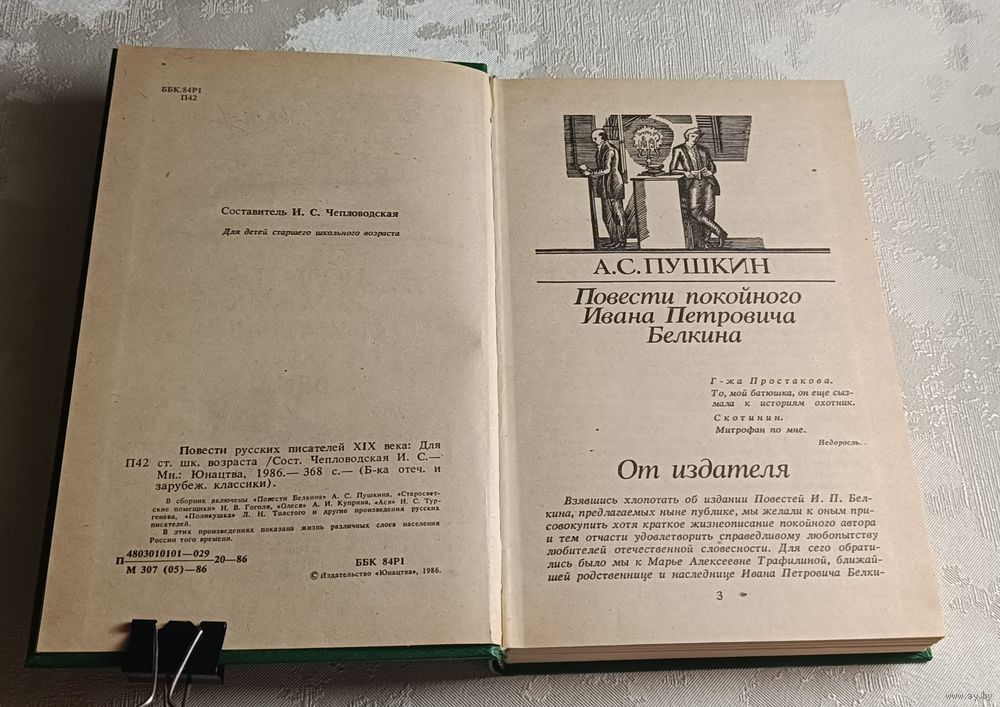 ББК 84Р1
П42
Составитель И. С. Чепловодская
Для детей старшего школьного возраста
Повести русских писателей XIX века: Для
П42 ст. шк. возраста /Сост. Чепловодская И. С.—
Мн.: Юнацтва, 1986.— 368 с.— (Б-ка отеч. и
зарубеж. классики).
В сборник включены «Повести Белкина» А. С. Пушкина, «Старосвет-
ские помещики» Н. В. Гоголя, «Олеся» А. И. Куприна, «Ася» И. С. Тур-
генева, «Поликушка» Л. Н. Толстого и другие произведения русских
писателей.
В этих произведениях показана жизнь различных слоев населения
России того времени.
П 4803010101—029
20—86
М 307 (05)—86
ББК 84Р1
© Издательство «Юнацтва», 1986.
А.С.ПУШКИН
Повести покойного
Ивана Петровича
Белкина
Г-жа Простакова.
То, мой батюшка, он еще сыз-
мала к историям охотник.
Скотинин.
Митрофан по мне.
Недоросль.
От издателя
Взявшись хлопотать об издании Повестей И. П. Бел-
кина, предлагаемых ныне публике, мы желали к оным при-
совокупить хотя краткое жизнеописание покойного автора
и тем отчасти удовлетворить справедливому любопытству
любителей отечественной словесности. Для сего обрати-
лись было мы к Марье Алексеевне Трафилиной, ближай-
шей родственнице и наследнице Ивана Петровича Белки-
3
www.ay.by